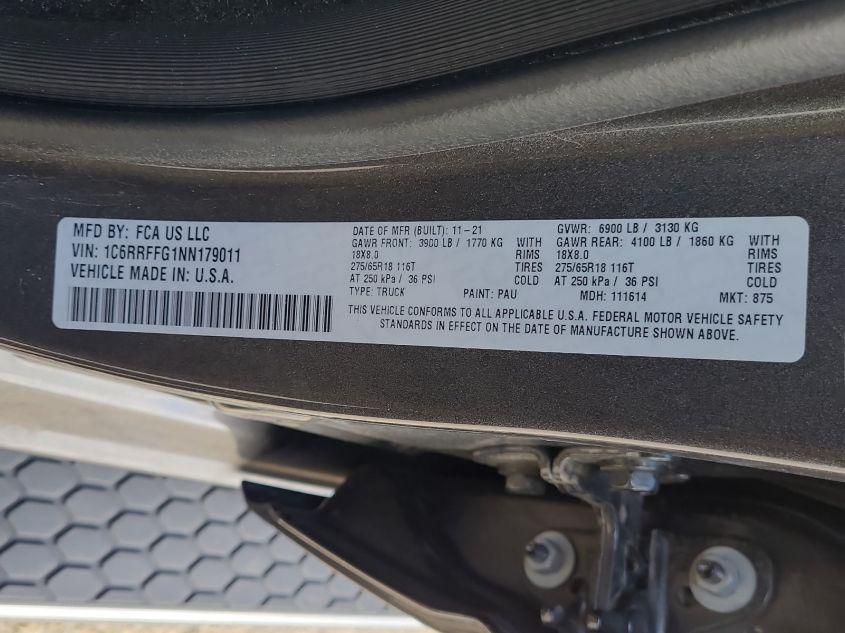 MFD BY: FCA US LLC
VIN: 1C6RRFFG1NN179011
VEHICLE MADE IN: U.S.A.
DATE OF MFR (BUILT): 11-21
GVWR: 6900 LB / 3130 KG
GAWR FRONT: 3900 LB / 1770 KG WITH GAWR REAR: 4100 LB / 1860 KG WITH
18X8.0 RIMS 18X8.0 RIMS
275/65R18 116T TIRES 275/65R18 116T TIRES
AT 250 kPa / 36 PSI COLD AT 250 kPa / 36 PSI COLD
TYPE: TRUCK PAINT: PAU MDH: 111614 MKT: 875
THIS VEHICLE CONFORMS TO ALL APPLICABLE U.S.A. FEDERAL MOTOR VEHICLE SAFETY
STANDARDS IN EFFECT ON THE DATE OF MANUFACTURE SHOWN ABOVE.